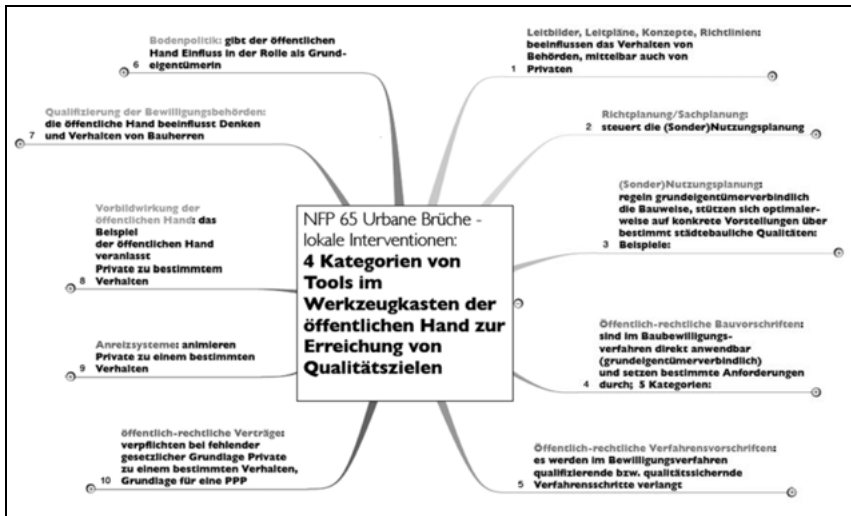 NFP 65 Urbane Brüche -
lokale Interventionen:
4 Kategorien von
Tools im
Werkzeugkasten der
öffentlichen Hand zur
Erreichung von
Qualitätszielen
Leitbilder, Leitpläne, Konzepte, Richtlinien:
beeinflussen das Verhalten von
Behörden, mittelbar auch von
1 Privaten
Richtplanung/Sachplanung:
2 steuert die (Sonder)Nutzungsplanung
(Sonder)Nutzungsplanung:
regeln grundeigentümerverbindlich
die Bauweise, stützen sich optimaler-
weise auf konkrete Vorstellungen über
bestimmt städtebauliche Qualitäten:
3 Beispiele:
Öffentlich-rechtliche Bauvorschriften:
sind im Baubewilligungs-
verfahren direkt anwendbar
(grundeigentümerverbindlich)
und setzen bestimmte Anforderungen
4 durch; 5 Kategorien:
Öffentlich-rechtliche Verfahrensvorschriften:
es werden im Bewilligungsverfahren
qualifizierende bzw. qualitätssichernde
5 Verfahrensschritte verlangt
Bodenpolitik: gibt der öffentlichen
Hand Einfluss in der Rolle als Grund-
6 eigentümerin
Qualifizierung der Bewilligungsbehörden:
die öffentliche Hand beeinflusst Denken
7 und Verhalten von Bauherren
Vorbildwirkung der
öffentlichen Hand: das
Beispiel
der öffentlichen Hand
veranlasst
Private zu bestimmtem
8 Verhalten
Anreizsysteme: animieren
Private zu einem bestimmten
9 Verhalten
öffentlich-rechtliche Verträge:
verpflichten bei fehlender
gesetzlicher Grundlage Private
zu einem bestimmten Verhalten,
10 Grundlage für eine PPP